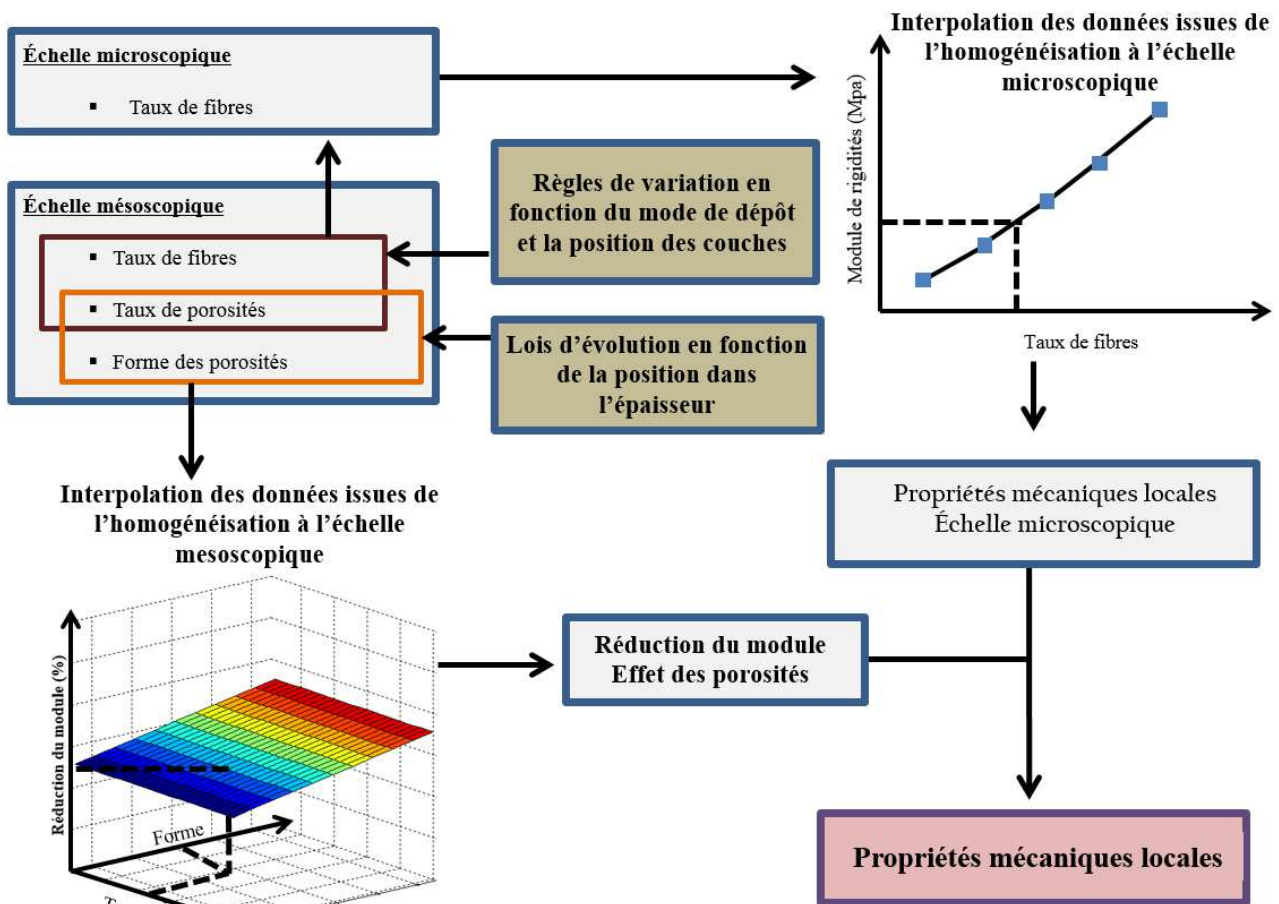 Échelle microscopique
▪ Taux de fibres
Échelle mésoscopique
▪ Taux de fibres
▪ Taux de porosités
▪ Forme des porosités
Règles de variation en
fonction du mode de dépôt
et la position des couches
Lois d'évolution en fonction
de la position dans
l'épaisseur
Interpolation des données issues de
l'homogénéisation à l'échelle
microscopique
Module de rigidités (Mpa)
Taux de fibres
Propriétés mécaniques locales
Échelle microscopique
Interpolation des données issues de
l'homogénéisation à l'échelle
mesoscopique
Réduction du module (%)
Forme
Réduction du module
Effet des porosités
Propriétés mécaniques locales